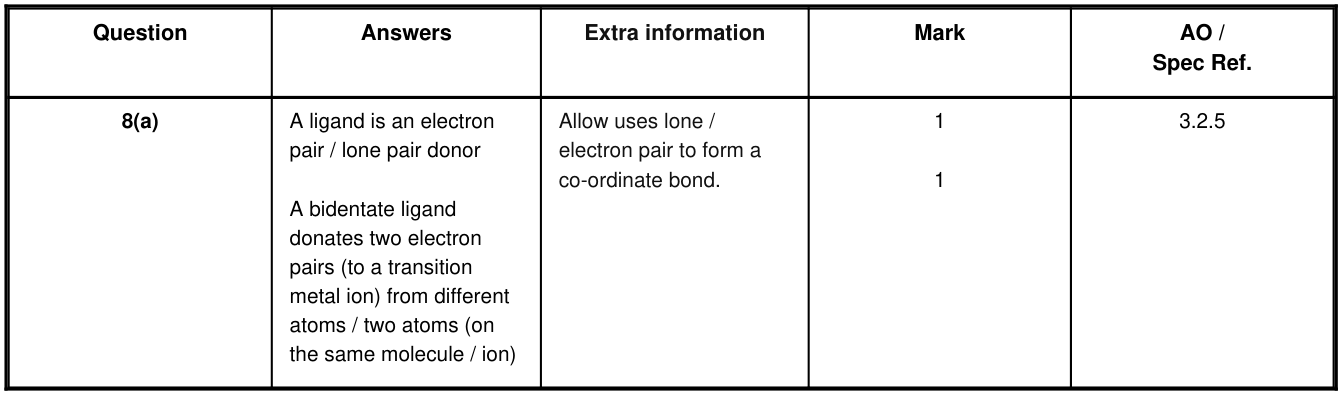 Question Answers Extra information Mark AO /
Spec Ref.
8(a)
A ligand is an electron
pair / lone pair donor
A bidentate ligand
donates two electron
pairs (to a transition
metal ion) from different
atoms / two atoms (on
the same molecule / ion)
Allow uses lone /
electron pair to form a
co-ordinate bond.
1
1
3.2.5